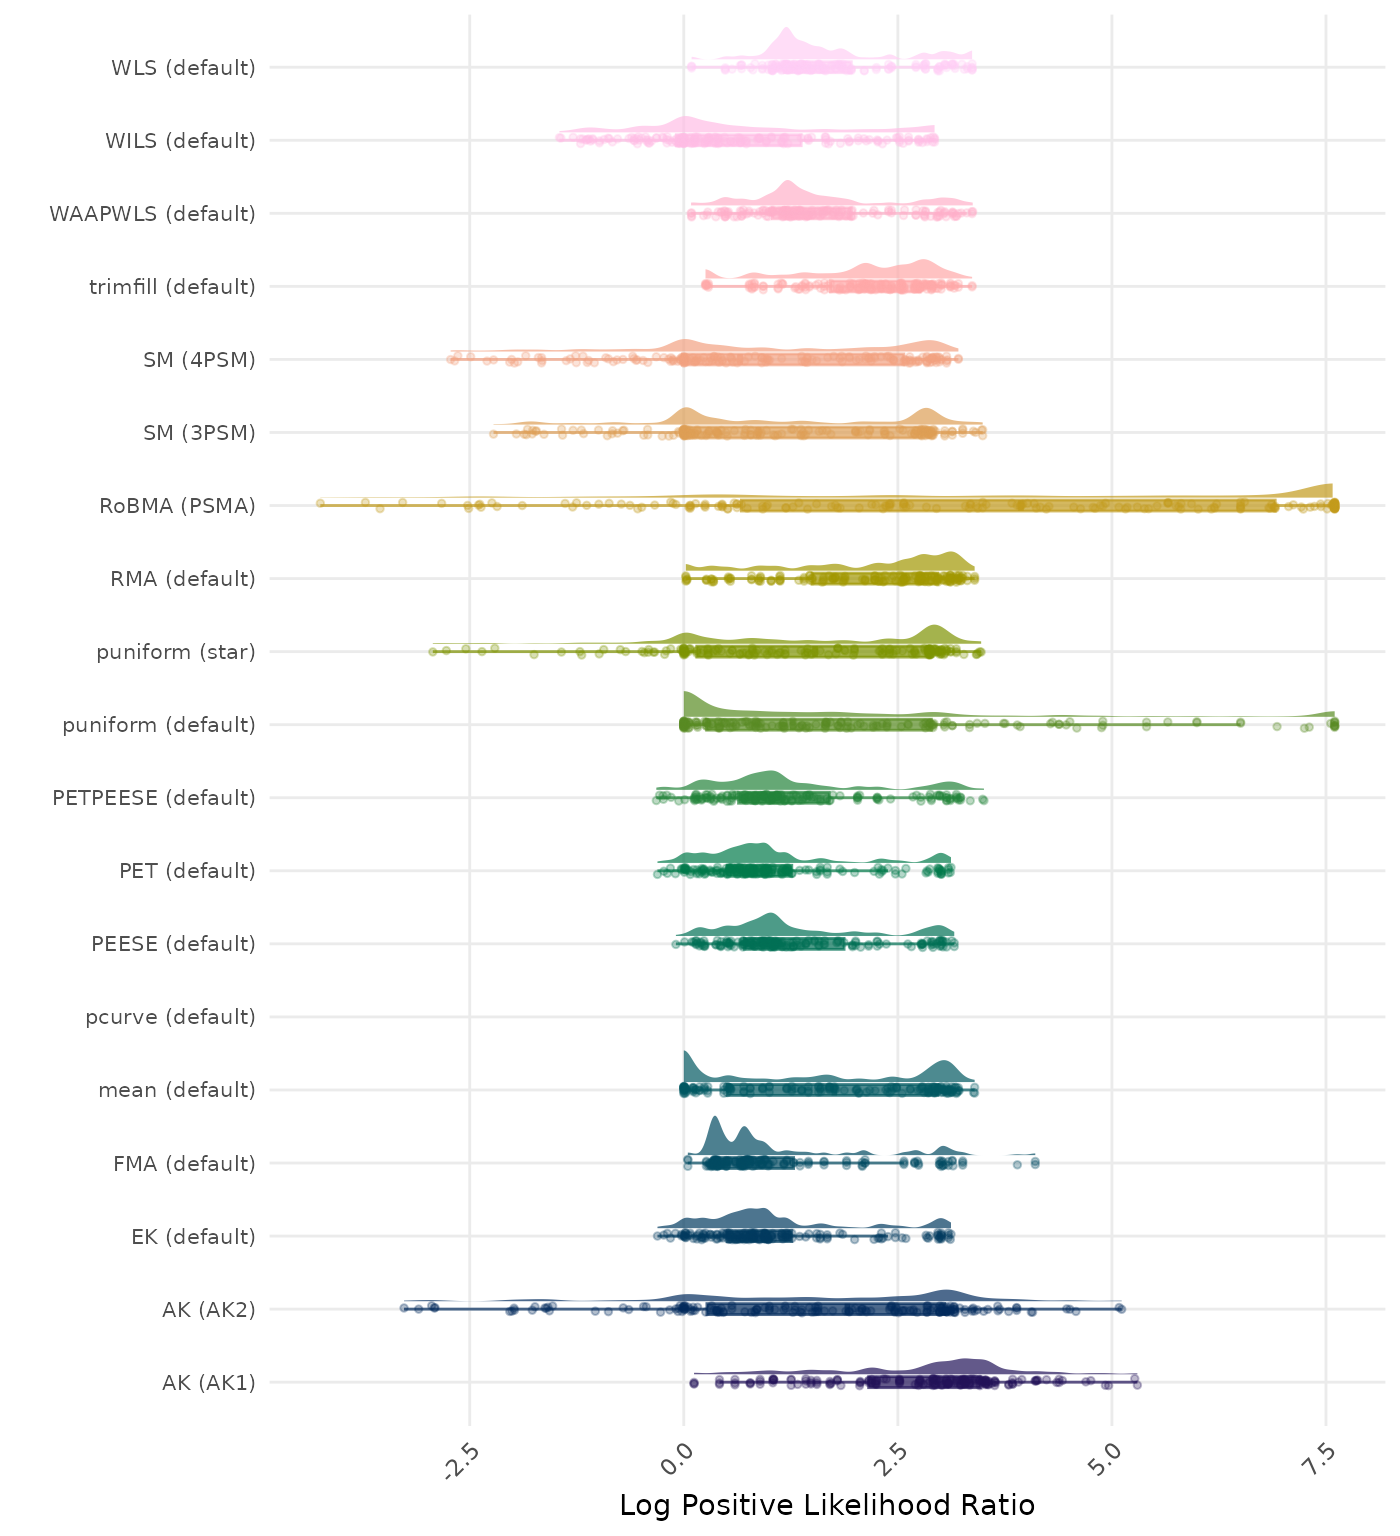 WLS (default)
WILS (default)
WAAPWLS (default)
trimfill (default)
SM (4PSM)
SM (3PSM)
RoBMA (PSMA)
RMA (default)
puniform (star)
puniform (default)
PETPEESE (default)
PET (default)
PEESE (default)
pcurve (default)
mean (default)
FMA (default)
EK (default)
AK (AK2)
AK (AK1)
-2.5 0.0 2.5 5.0 7.5
Log Positive Likelihood Ratio